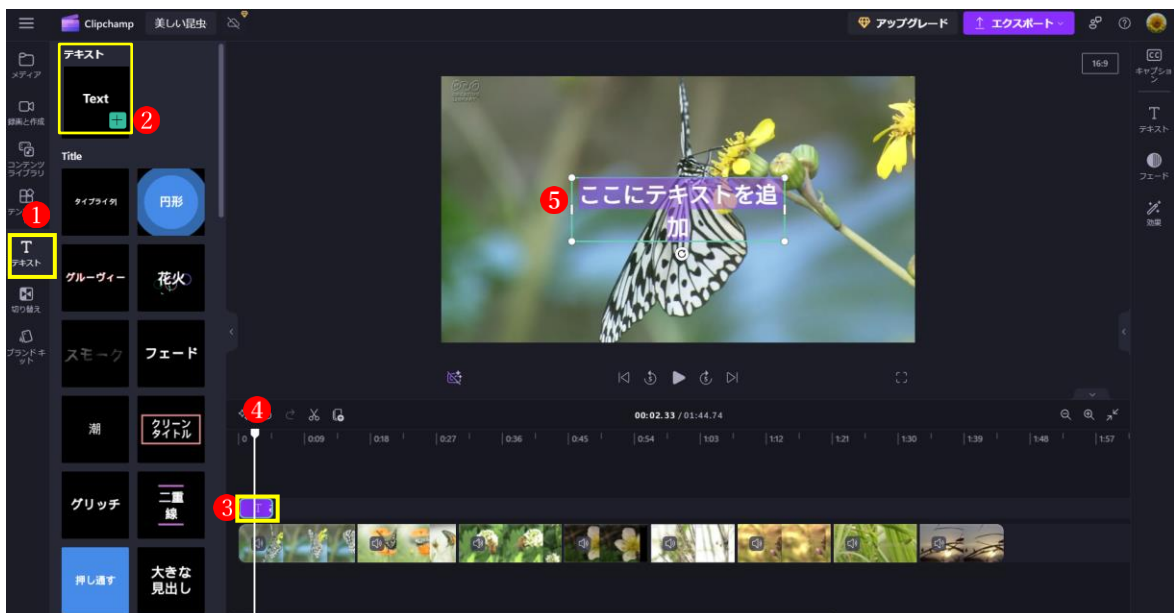 Clipchamp
美しい昆虫
アップグレード
エクスポート
16:9
メディア
録画と作成
コンテンツ
ライブラリ
1
テキスト
切り替え
ブランド キ
ット
テキスト
Text
2
Title
円形
グルーヴィー
花火
スモーク
フェード
潮
クリーン
タイトル
グリッチ
二重
線
押し通す
大きな
見出し
5
ここにテキストを追
加
キャプショ
ン
テキスト
フェード
効果
4
00:02.33 / 01:44.74
0
0:09
0:18
0:27
0:36
0:45
0:54
1:03
1:12
1:21
1:30
1:39
1:48
1:57
3
T